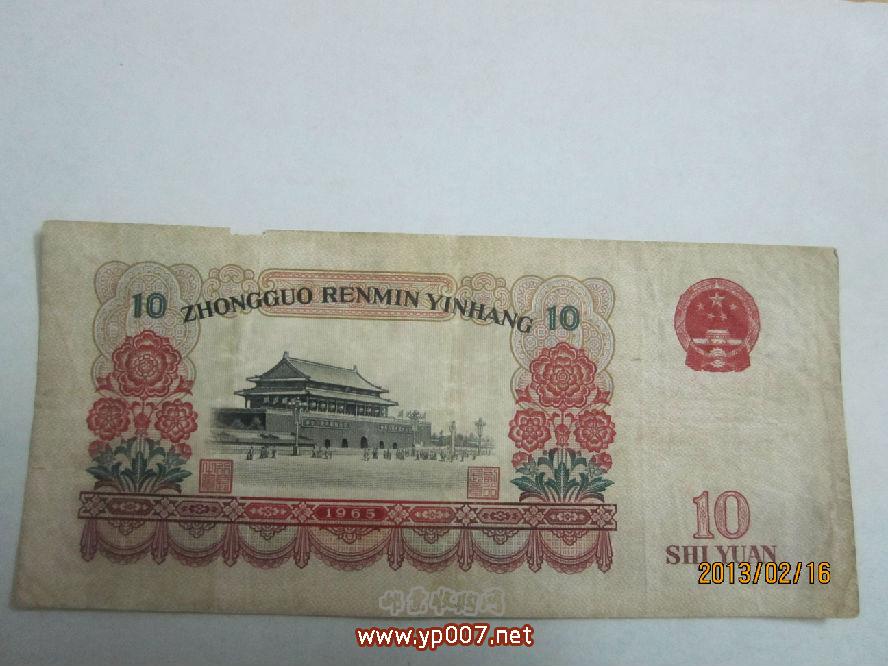 10
ZHONGGUO RENMIN YINHANG
10
1965
10
SHI YUAN
2013/02/16
www.yp007.net